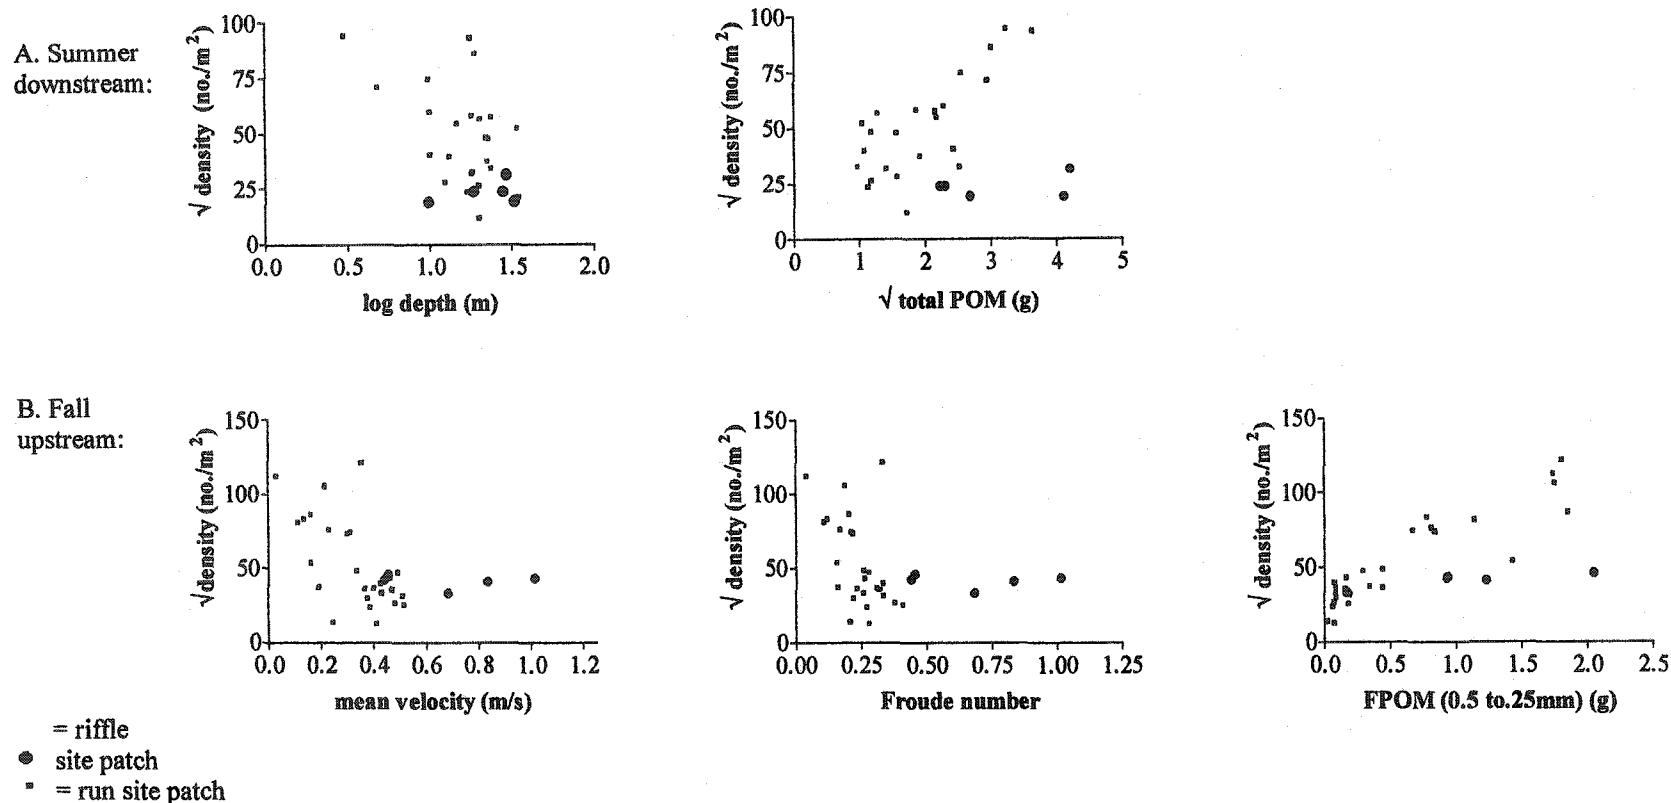 A. Summer
downstream:
√ density (no./m²)
100
75
50
25
0
0.0 0.5 1.0 1.5 2.0
log depth (m)
√ density (no./m²)
100
75
50
25
0
0 1 2 3 4 5
√ total POM (g)
B. Fall
upstream:
√density (no./m²)
150
100
50
0
0.0 0.2 0.4 0.6 0.8 1.0 1.2
mean velocity (m/s)
√ density (no./m²)
150
100
50
0
0.00 0.25 0.50 0.75 1.00 1.25
Froude number
√ density (no./m²)
150
100
50
0
0.0 0.5 1.0 1.5 2.0 2.5
FPOM (0.5 to.25mm) (g)
= riffle
site patch
= run site patch